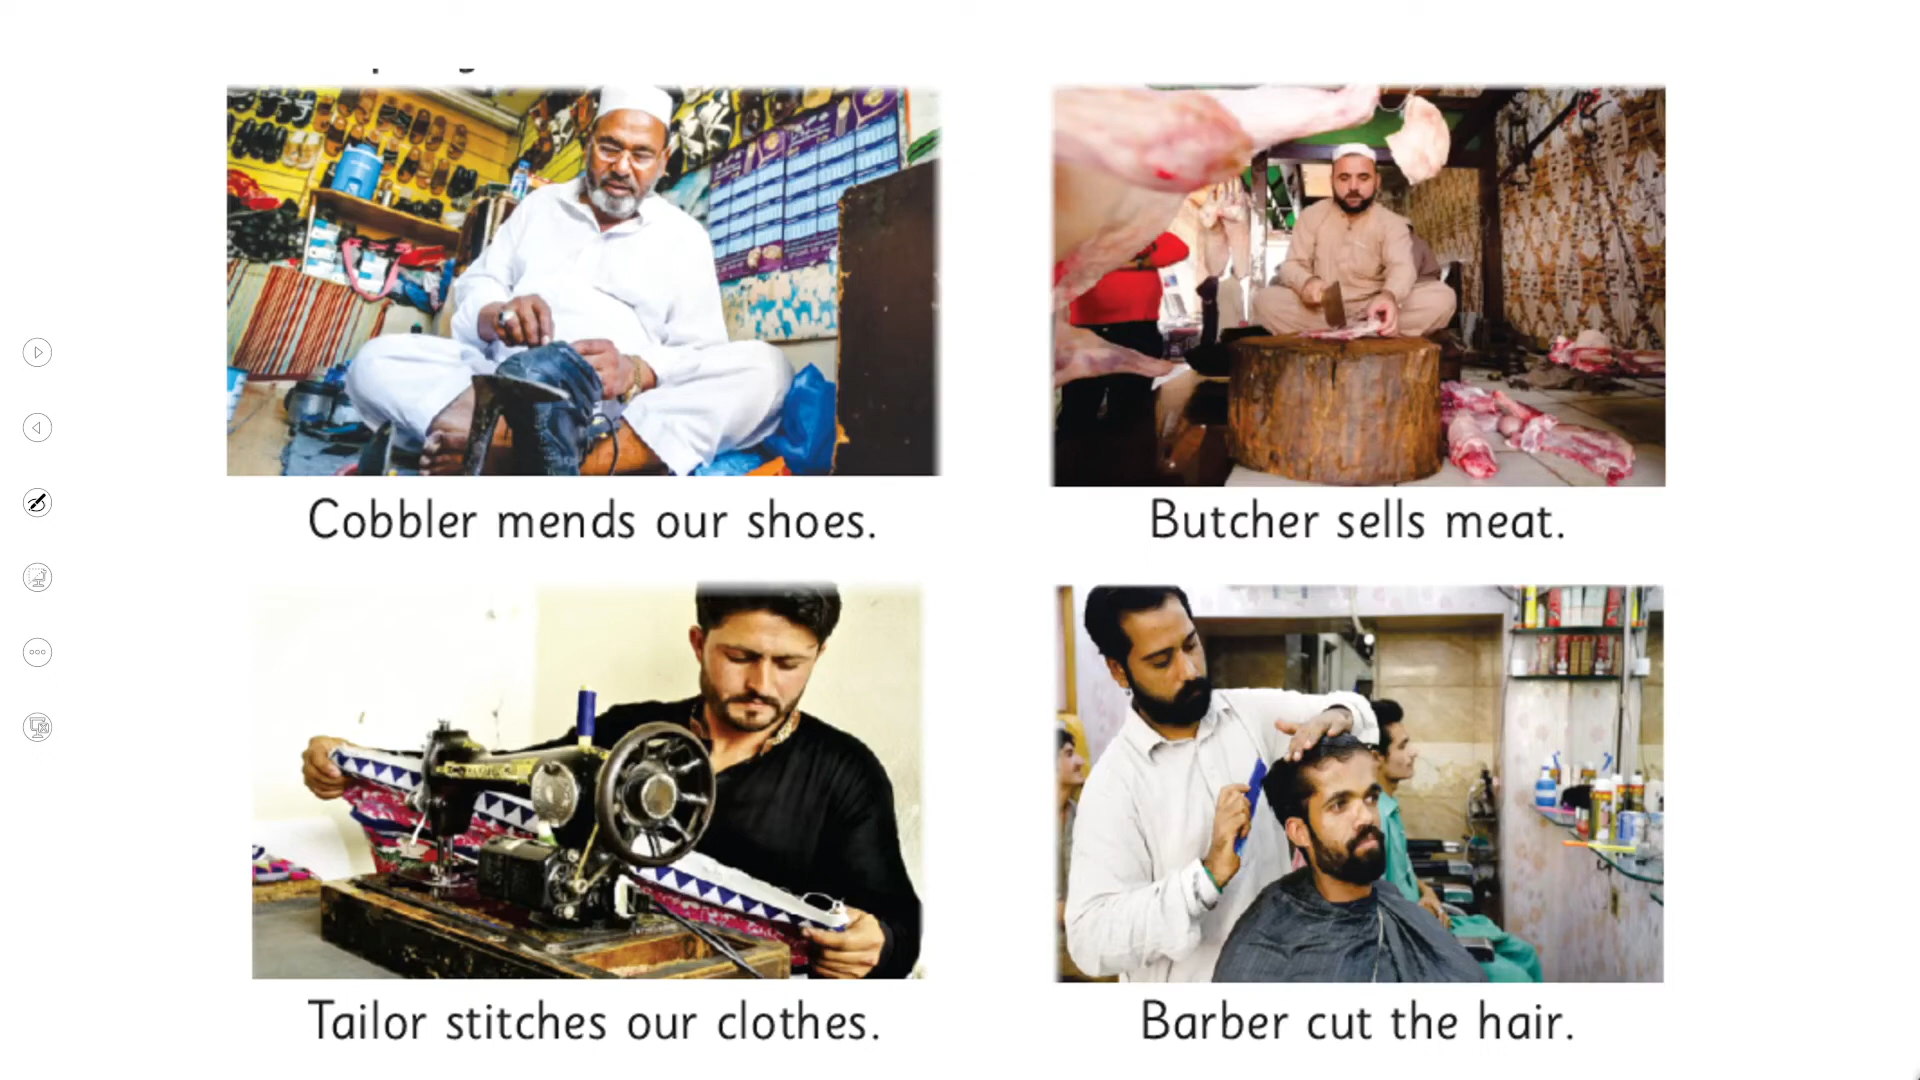 Cobbler mends our shoes.
Butcher sells meat.
Tailor stitches our clothes.
Barber cut the hair.